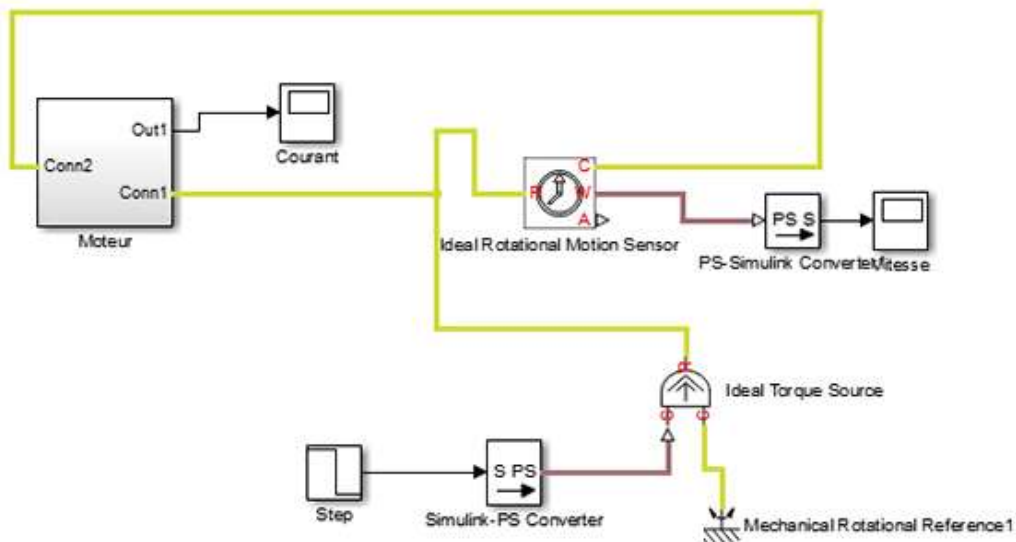 Out1
Conn2
Conn1
Moteur
Courant
C
R
W
A
Ideal Rotational Motion Sensor
PS S
PS-Simulink Converter1
Vitesse
R
Ideal Torque Source
S
C
Step
S PS
Simulink-PS Converter
Mechanical Rotational Reference1